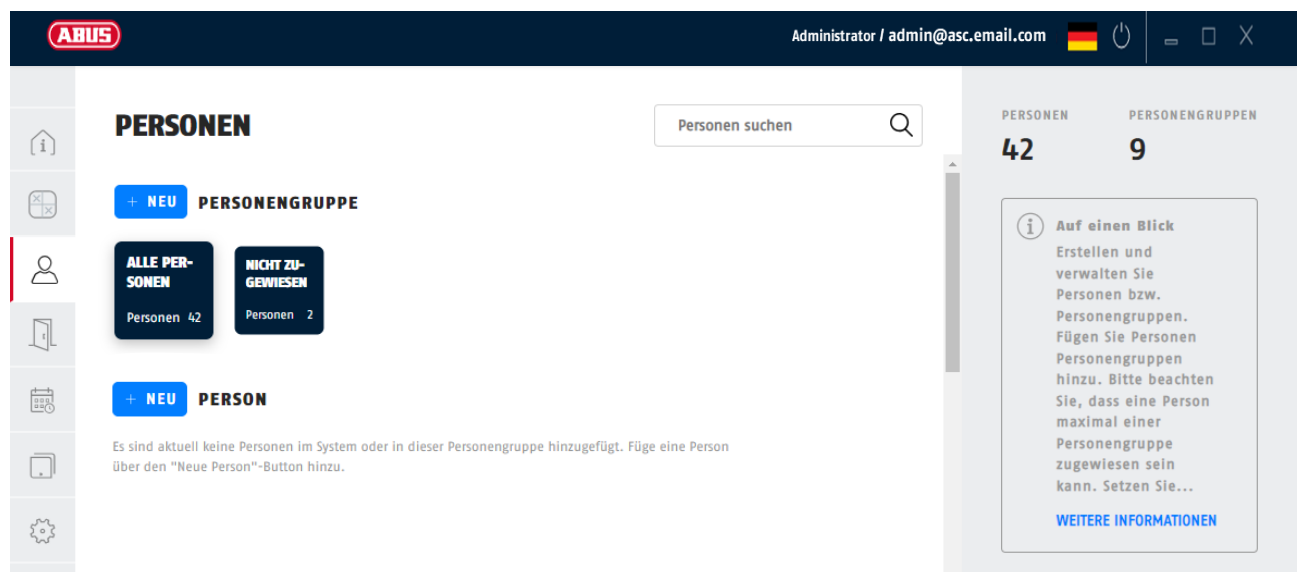 ABUS
Administrator / admin@asc.email.com
PERSONEN
Personen suchen
+ NEU PERSONENGRUPPE
ALLE PER-
SONEN
Personen 42
NICHT ZU-
GEWIESEN
Personen 2
+ NEU PERSON
Es sind aktuell keine Personen im System oder in dieser Personengruppe hinzugefügt. Füge eine Person
über den "Neue Person"-Button hinzu.
PERSONEN
42
PERSONENGRUPPEN
9
Auf einen Blick
Erstellen und
verwalten Sie
Personen bzw.
Personengruppen.
Fügen Sie Personen
Personengruppen
hinzu. Bitte beachten
Sie, dass eine Person
maximal einer
Personengruppe
zugewiesen sein
kann. Setzen Sie...
WEITERE INFORMATIONEN